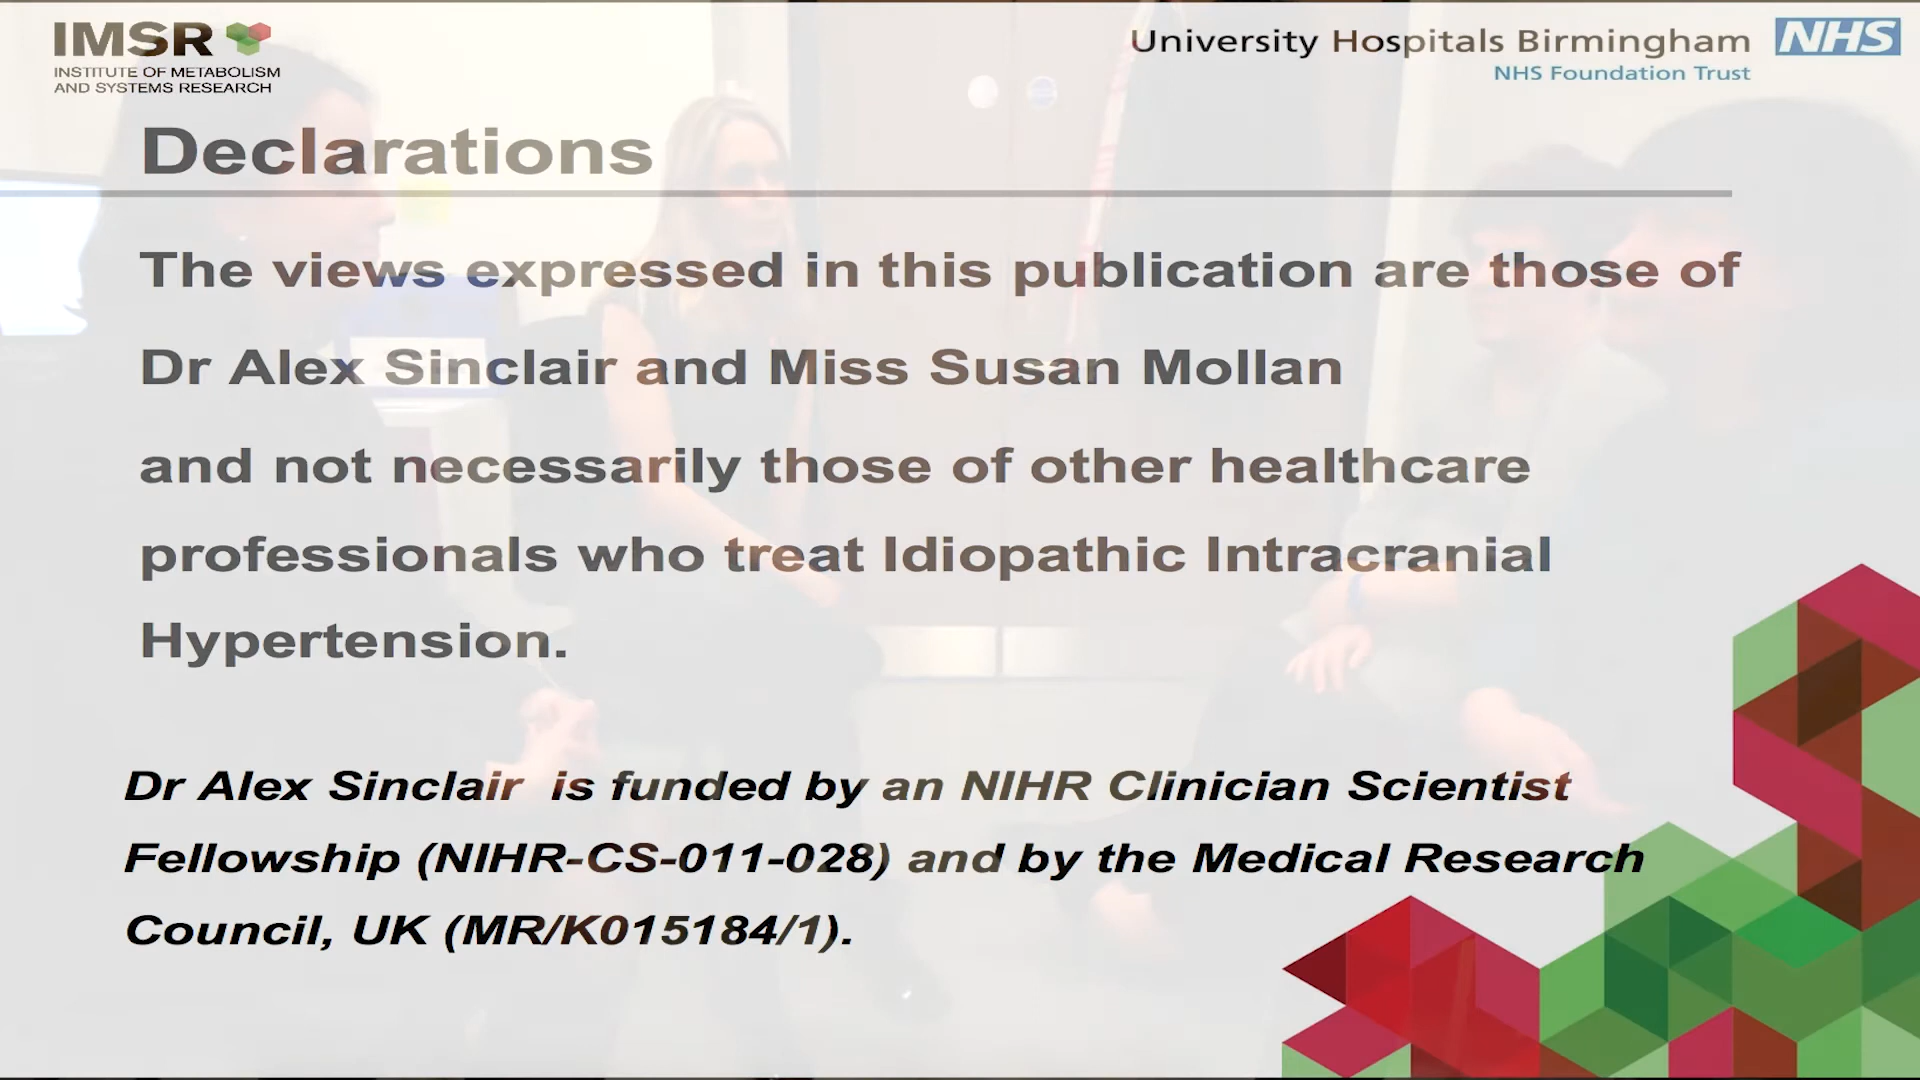 IMSR
INSTITUTE OF METABOLISM
AND SYSTEMS RESEARCH
University Hospitals Birmingham
NHS
NHS Foundation Trust
Declarations
The views expressed in this publication are those of
Dr Alex Sinclair and Miss Susan Mollan
and not necessarily those of other healthcare
professionals who treat Idiopathic Intracranial
Hypertension.
Dr Alex Sinclair is funded by an NIHR Clinician Scientist
Fellowship (NIHR-CS-011-028) and by the Medical Research
Council, UK (MR/K015184/1).